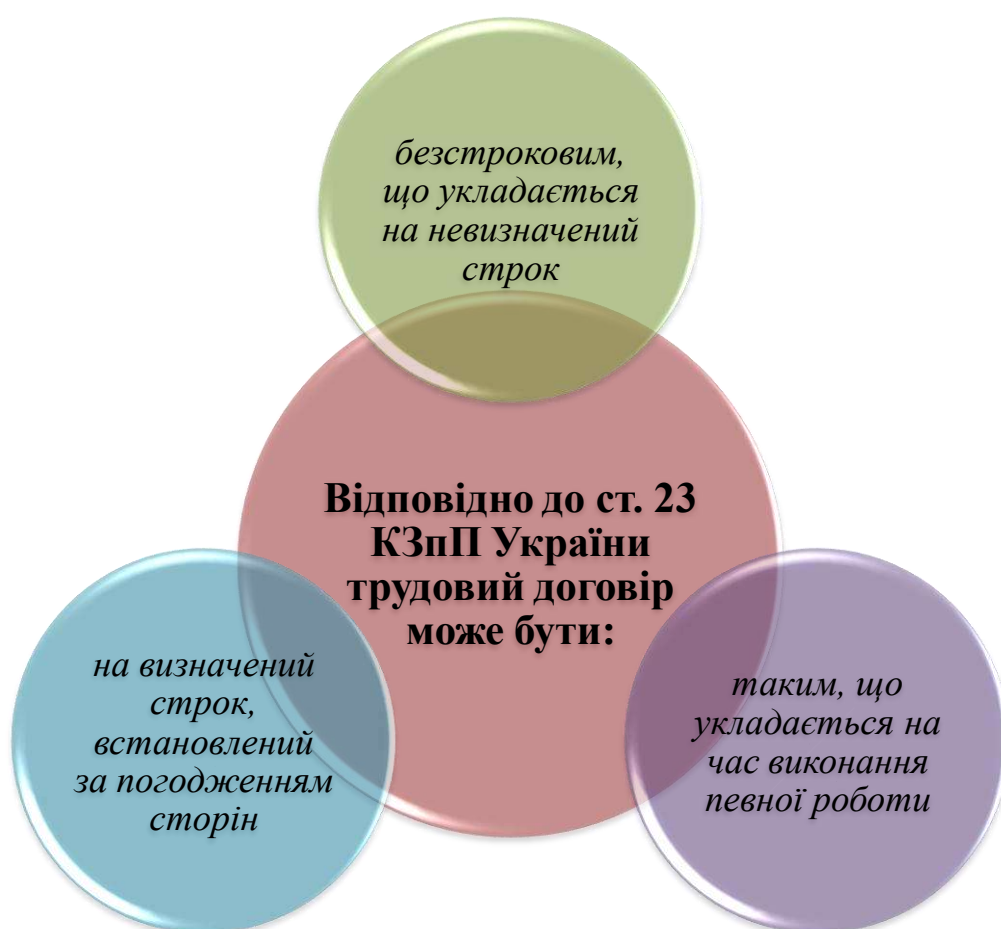 безстроковим,
що укладається
на невизначений
строк
Відповідно до ст. 23
КЗпП України
трудовий договір
може бути:
на визначений
строк,
встановлений
за погодженням
сторін
таким, що
укладається на
час виконання
певної роботи